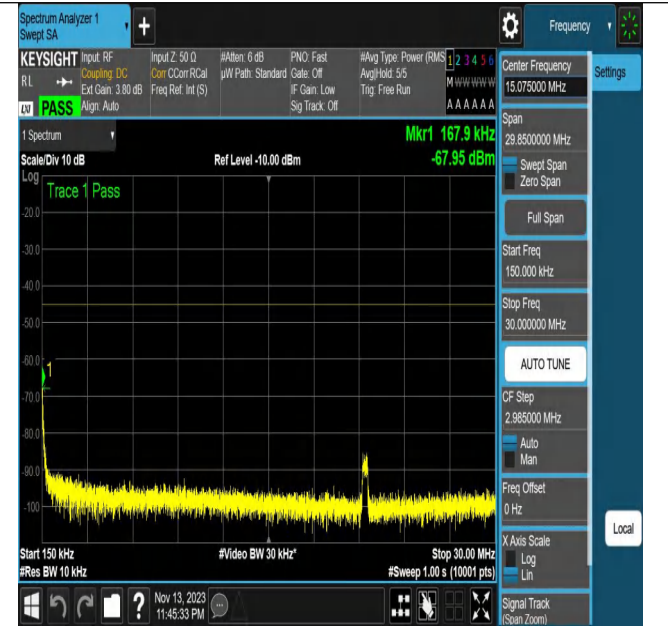 Spectrum Analyzer 1
Swept SA
+
Frequency
KEYSIGHT
RL
LXI
PASS
Input: RF
Coupling: DC
Ext Gain: 3.80 dB
Align: Auto
Input Z: 50 Ω
Corr CCorr RCal
Freq Ref: Int (S)
#Atten: 6 dB
µW Path: Standard
PNO: Fast
Gate: Off
IF Gain: Low
Sig Track: Off
#Avg Type: Power (RMS
Avg|Hold: 5/5
Trig: Free Run
1 2 3 4 5 6
M W W W W W
A A A A A A
1 Spectrum
Mkr1 167.9 kHz
Scale/Div 10 dB
Ref Level -10.00 dBm
-67.95 dBm
Log
Trace 1 Pass
-20.0
-30.0
-40.0
-50.0
-60.0
1
-70.0
-80.0
-90.0
-100
Start 150 kHz
#Video BW 30 kHz*
Stop 30.00 MHz
#Res BW 10 kHz
#Sweep 1.00 s (10001 pts)
Nov 13, 2023
11:45:33 PM
?
Center Frequency
15.075000 MHz
Settings
Span
29.8500000 MHz
Swept Span
Zero Span
Full Span
Start Freq
150.000 kHz
Stop Freq
30.000000 MHz
AUTO TUNE
CF Step
2.985000 MHz
Auto
Man
Freq Offset
0 Hz
X Axis Scale
Log
Lin
Local
Signal Track
(Span Zoom)